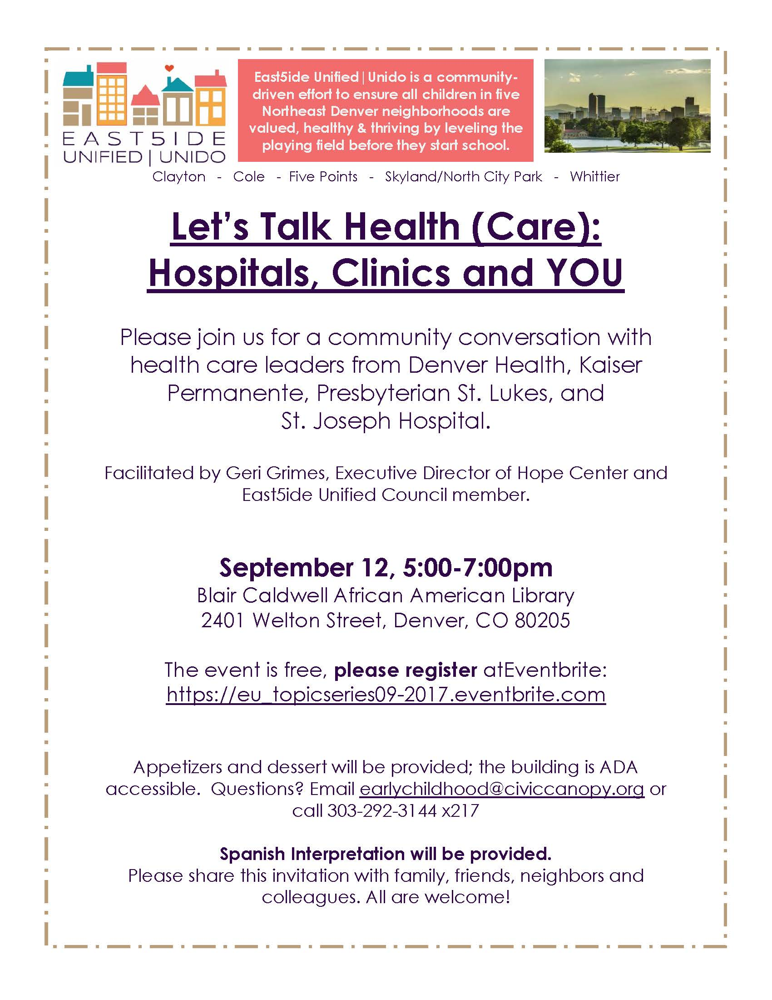 EAST5IDE
UNIFIED|UNIDO
East5ide Unified|Unido is a community-
driven effort to ensure all children in five
Northeast Denver neighborhoods are
valued, healthy & thriving by leveling the
playing field before they start school.
Clayton - Cole - Five Points - Skyland/North City Park - Whittier
Let's Talk Health (Care):
Hospitals, Clinics and YOU
Please join us for a community conversation with
health care leaders from Denver Health, Kaiser
Permanente, Presbyterian St. Lukes, and
St. Joseph Hospital.
Facilitated by Geri Grimes, Executive Director of Hope Center and
East5ide Unified Council member.
September 12, 5:00-7:00pm
Blair Caldwell African American Library
2401 Welton Street, Denver, CO 80205
The event is free, please register atEventbrite:
https://eu_topicseries09-2017.eventbrite.com
Appetizers and dessert will be provided; the building is ADA
accessible.  Questions? Email earlychildhood@civiccanopy.org or
call 303-292-3144 x217
Spanish Interpretation will be provided.
Please share this invitation with family, friends, neighbors and
colleagues. All are welcome!